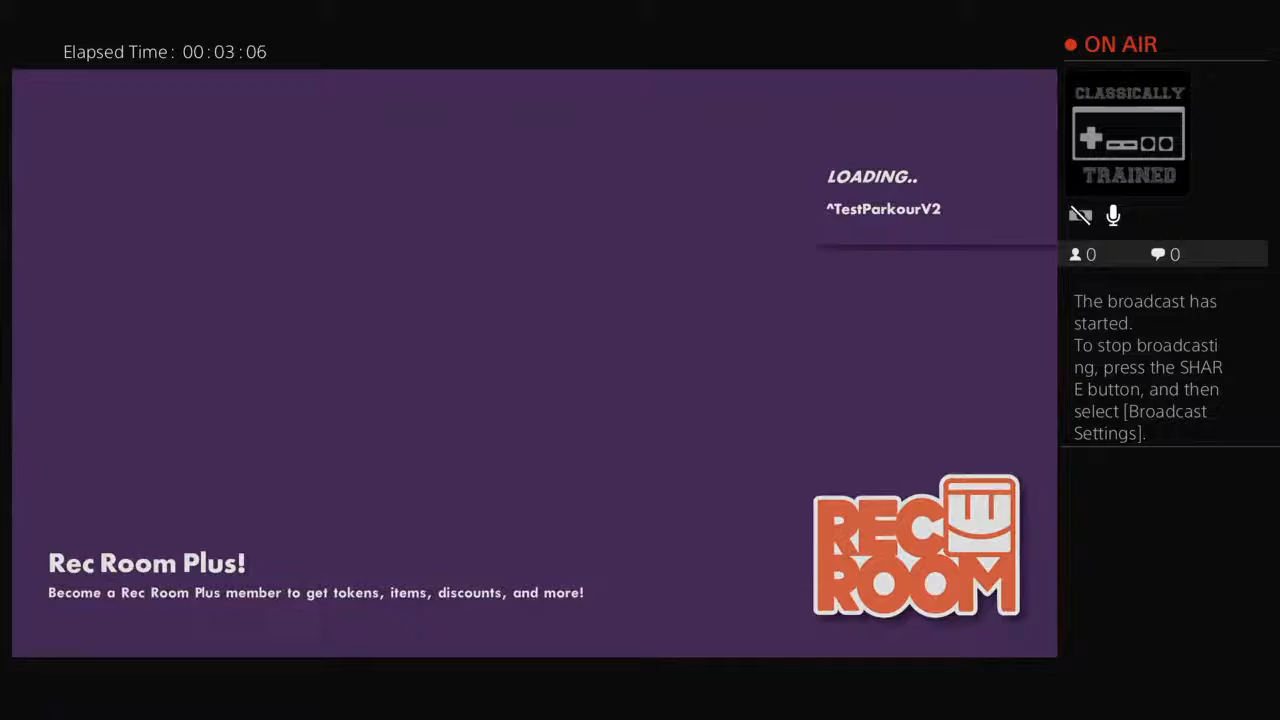 Elapsed Time: 00:03:06
ON AIR
CLASSICALLY
TRAINED
LOADING..
^TestParkourV2
0 0
The broadcast has
started.
To stop broadcasti
ng, press the SHAR
E button, and then
select [Broadcast
Settings].
Rec Room Plus!
Become a Rec Room Plus member to get tokens, items, discounts, and more!
REC
ROOM